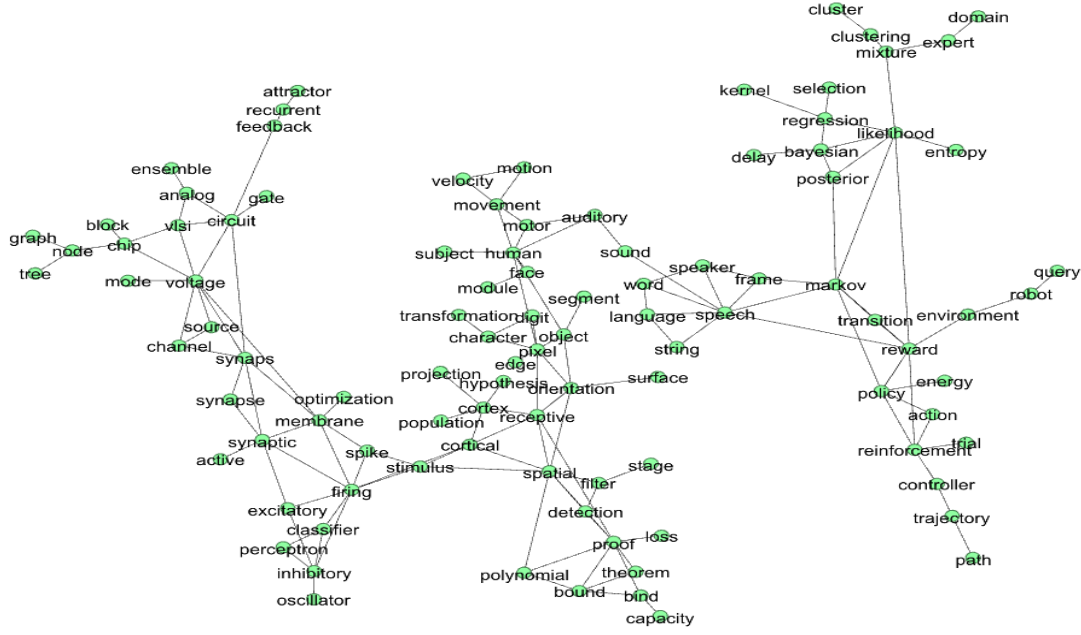 cluster
domain
clustering
expert
mixture
attractor
kernel
selection
recurrent
feedback
regression
likelihood
ensemble
motion
delay
bayesian
entropy
velocity
posterior
analog
gate
movement
block
vlsi
circuit
motor
auditory
graph
node
chip
subject
human
sound
tree
mode
voltage
face
speaker
frame
markov
query
module
word
robot
segment
source
transformation
digit
language
speech
transition
environment
channel
character
object
synaps
pixel
string
reward
edge
projection
hypothesis
orientation
surface
energy
synapse
optimization
policy
membrane
population
cortex
receptive
action
synaptic
cortical
active
spike
stimulus
spatial
stage
reinforcement
trial
firing
filter
controller
excitatory
detection
trajectory
classifier
perceptron
proof
loss
inhibitory
polynomial
theorem
path
oscillator
bound
bind
capacity